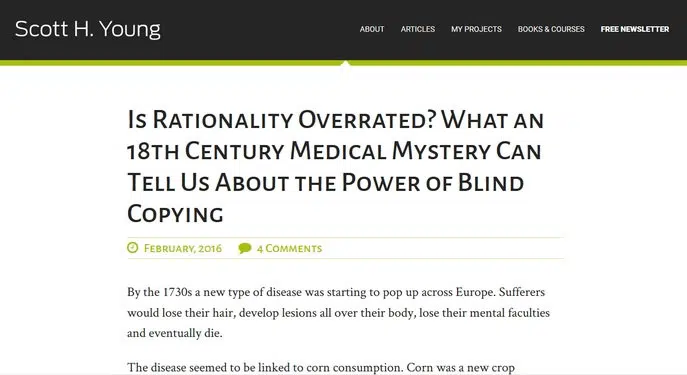 Scott H. Young
ABOUT ARTICLES MY PROJECTS BOOKS & COURSES FREE NEWSLETTER
Is Rationality Overrated? What an
18th Century Medical Mystery Can
Tell Us About the Power of Blind
Copying
February, 2016 4 Comments
By the 1730s a new type of disease was starting to pop up across Europe. Sufferers
would lose their hair, develop lesions all over their body, lose their mental faculties
and eventually die.
The disease seemed to be linked to corn consumption. Corn was a new crop